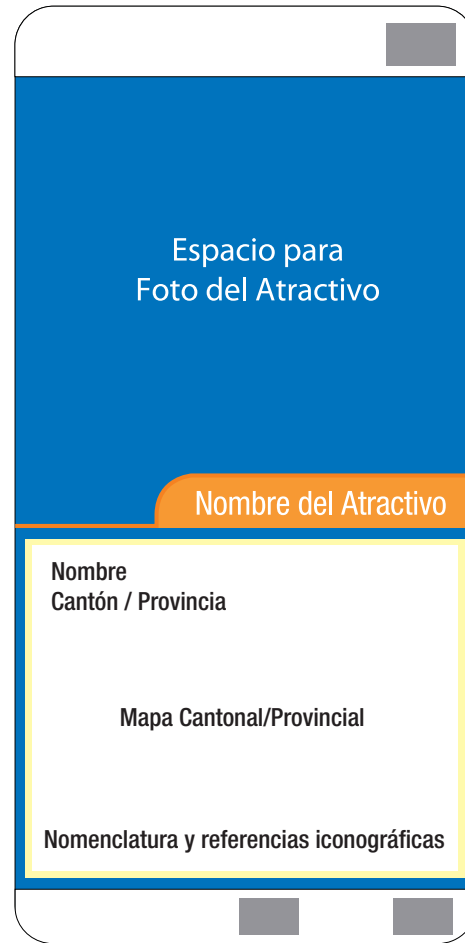 Espacio para
Foto del Atractivo
Nombre del Atractivo
Nombre
Cantón / Provincia
Mapa Cantonal/Provincial
Nomenclatura y referencias iconográficas